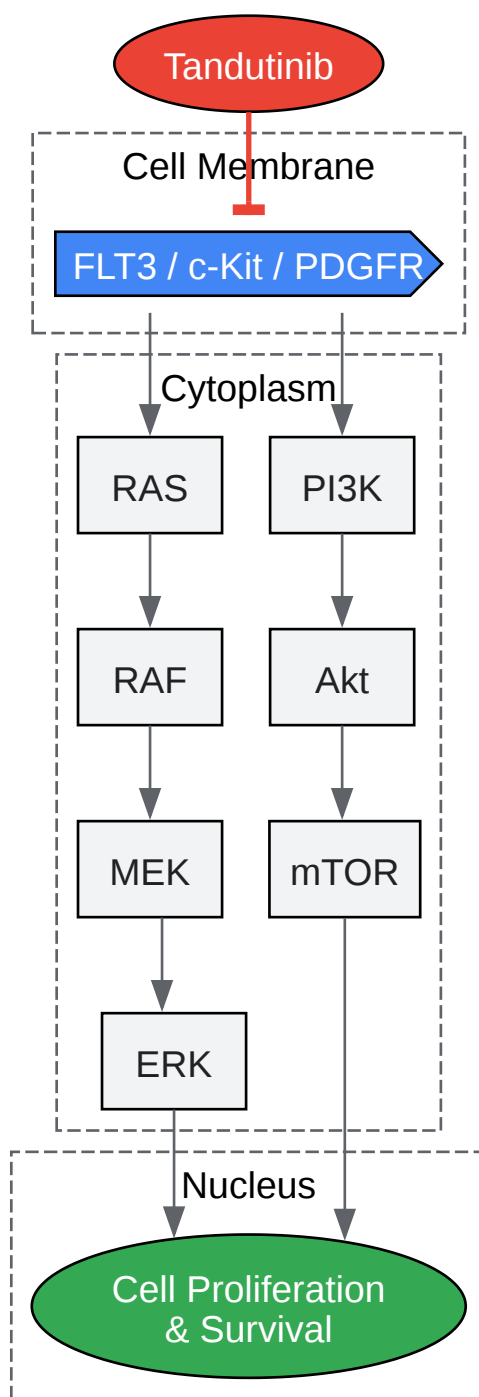 Tandutinib
Cell Membrane
FLT3 / c-Kit / PDGFR
Cytoplasm
RAS
PI3K
RAF
Akt
MEK
mTOR
ERK
Nucleus
Cell Proliferation
& Survival